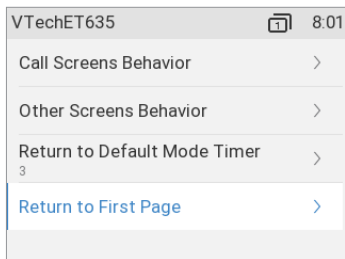 VTechET635 1 8:01
Call Screens Behavior
Other Screens Behavior
Return to Default Mode Timer
3
Return to First Page